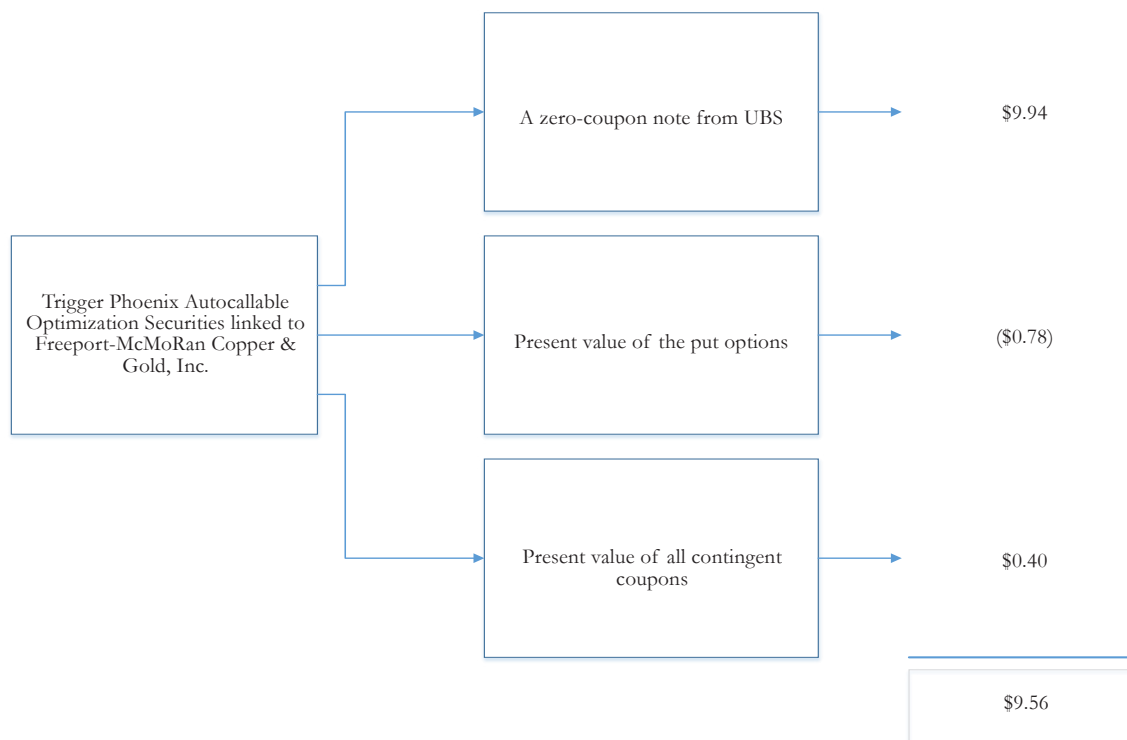 A zero-coupon note from UBS
$9.94
Trigger Phoenix Autocallable
Optimization Securities linked to
Freeport-McMoRan Copper &
Gold, Inc.
Present value of the put options
($0.78)
Present value of all contingent
coupons
$0.40
$9.56